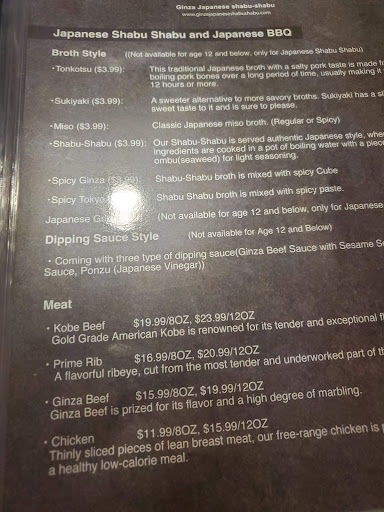 Ginza Japanese shabu-shabu
www.ginzajapaneseshabushabu.com
Japanese Shabu Shabu and Japanese BBQ
Broth Style ((Not available for age 12 and below, only for Japanese Shabu Shabu)
·Tonkotsu ($3.99): This traditional Japanese broth with a salty pork taste is made
boiling pork bones over a long period of time, usually making it
12 hours or more.
·Sukiyaki ($3.99): A sweeter alternative to more savory broths. Sukiyaki has a
sweet taste to it and is sure to please.
·Miso ($3.99): Classic Japanese miso broth. (Regular or Spicy)
·Shabu-Shabu ($3.99): Our Shabu-Shabu is served authentic Japanese style,
ingredients are cooked in a pot of boiling water with a
ombu(seaweed) for light seasoning.
·Spicy Ginza ($3.99) Shabu-Shabu broth is mixed with spicy Cube
·Spicy Tokyo Shabu Shabu broth is mixed with spicy paste.
Japanese (Not available for age 12 and below, only for Japanese
Dipping Sauce Style (Not available for Age 12 and Below)
· Coming with three type of dipping sauce(Ginza Beef Sauce with Sesame
Sauce, Ponzu (Japanese Vinegar))
Meat
· Kobe Beef $19.99/8OZ, $23.99/12OZ
Gold Grade American Kobe is renowned for its tender and exceptional
· Prime Rib $16.99/8OZ, $20.99/12OZ
A flavorful ribeye, cut from the most tender and underworked part of
· Ginza Beef $15.99/8OZ, $19.99/12OZ
Ginza Beef is prized for its flavor and a high degree of marbling.
· Chicken $11.99/8OZ, $15.99/12OZ
Thinly sliced pieces of lean breast meat, our free-range chicken is
a healthy low-calorie meal.